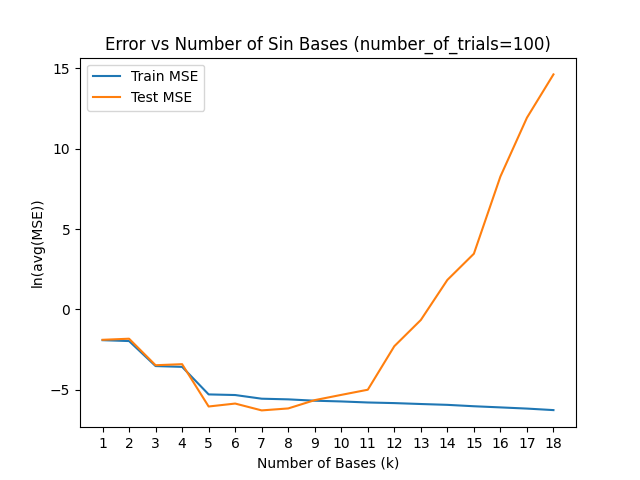 Error vs Number of Sin Bases (number_of_trials=100)
Train MSE
Test MSE
ln(avg(MSE))
15
10
5
0
−5
1 2 3 4 5 6 7 8 9 10 11 12 13 14 15 16 17 18
Number of Bases (k)